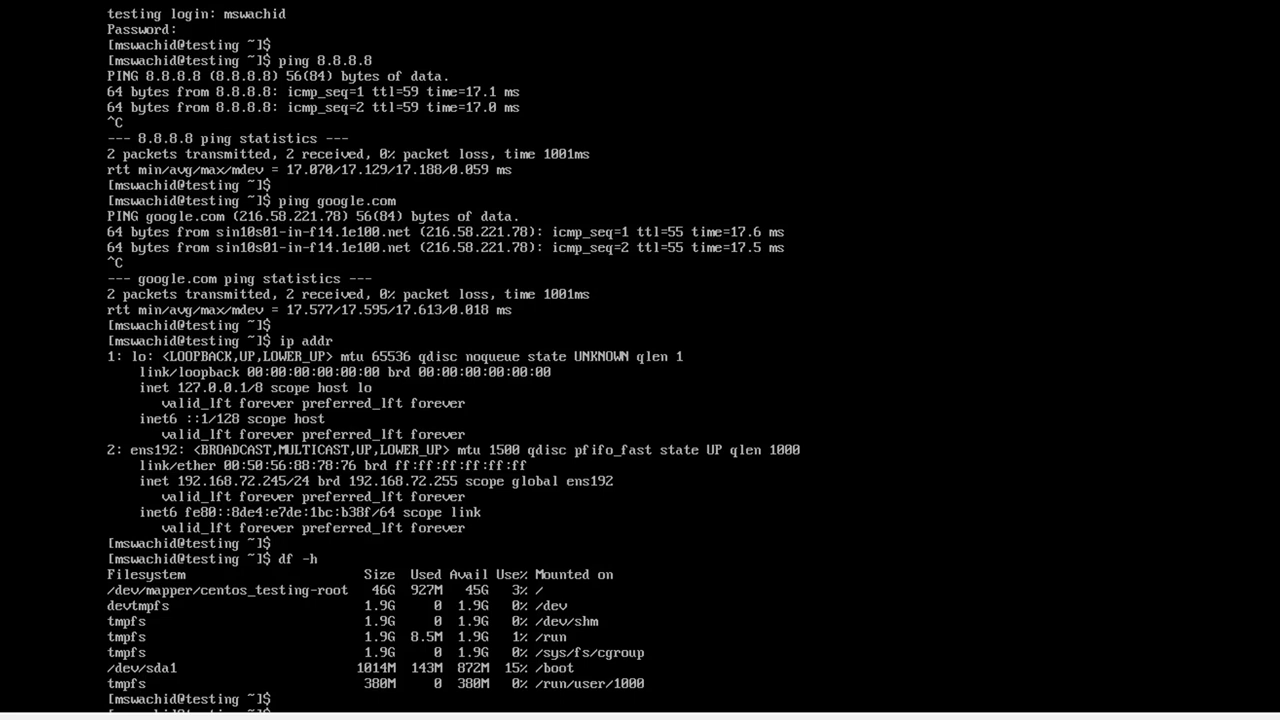 testing login: mswachid
Password:
[mswachid@testing ~]$
[mswachid@testing ~]$ ping 8.8.8.8
PING 8.8.8.8 (8.8.8.8) 56(84) bytes of data.
64 bytes from 8.8.8.8: icmp_seq=1 ttl=59 time=17.1 ms
64 bytes from 8.8.8.8: icmp_seq=2 ttl=59 time=17.0 ms
^C
--- 8.8.8.8 ping statistics ---
2 packets transmitted, 2 received, 0% packet loss, time 1001ms
rtt min/avg/max/mdev = 17.070/17.129/17.188/0.059 ms
[mswachid@testing ~]$
[mswachid@testing ~]$ ping google.com
PING google.com (216.58.221.78) 56(84) bytes of data.
64 bytes from sin10s01-in-f14.1e100.net (216.58.221.78): icmp_seq=1 ttl=55 time=17.6 ms
64 bytes from sin10s01-in-f14.1e100.net (216.58.221.78): icmp_seq=2 ttl=55 time=17.5 ms
^C
--- google.com ping statistics ---
2 packets transmitted, 2 received, 0% packet loss, time 1001ms
rtt min/avg/max/mdev = 17.577/17.595/17.613/0.018 ms
[mswachid@testing ~]$
[mswachid@testing ~]$ ip addr
1: lo: <LOOPBACK,UP,LOWER_UP> mtu 65536 qdisc noqueue state UNKNOWN qlen 1
    link/loopback 00:00:00:00:00:00 brd 00:00:00:00:00:00
    inet 127.0.0.1/8 scope host lo
       valid_lft forever preferred_lft forever
    inet6 ::1/128 scope host
       valid_lft forever preferred_lft forever
2: ens192: <BROADCAST,MULTICAST,UP,LOWER_UP> mtu 1500 qdisc pfifo_fast state UP qlen 1000
    link/ether 00:50:56:88:78:76 brd ff:ff:ff:ff:ff:ff
    inet 192.168.72.245/24 brd 192.168.72.255 scope global ens192
       valid_lft forever preferred_lft forever
    inet6 fe80::8de4:e7de:1bc:b38f/64 scope link
       valid_lft forever preferred_lft forever
[mswachid@testing ~]$
[mswachid@testing ~]$ df -h
Filesystem                       Size  Used Avail Use% Mounted on
/dev/mapper/centos_testing-root   46G  927M   45G   3% /
devtmpfs                         1.9G     0  1.9G   0% /dev
tmpfs                            1.9G     0  1.9G   0% /dev/shm
tmpfs                            1.9G  8.5M  1.9G   1% /run
tmpfs                            1.9G     0  1.9G   0% /sys/fs/cgroup
/dev/sda1                       1014M  143M  872M  15% /boot
tmpfs                            380M     0  380M   0% /run/user/1000
[mswachid@testing ~]$